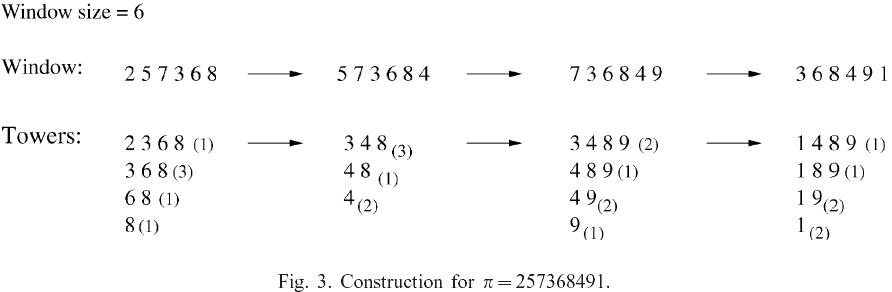 Window size = 6
Window: 2 5 7 3 6 8 → 5 7 3 6 8 4 → 7 3 6 8 4 9 → 3 6 8 4 9 1
Towers: 2 3 6 8 (1) → 3 4 8 (3) → 3 4 8 9 (2) → 1 4 8 9 (1)
3 6 8 (3) 4 8 (1) 4 8 9 (1) 1 8 9 (1)
6 8 (1) 4 (2) 4 9 (2) 1 9 (2)
8 (1) 9 (1) 1 (2)
Fig. 3. Construction for π = 257368491.